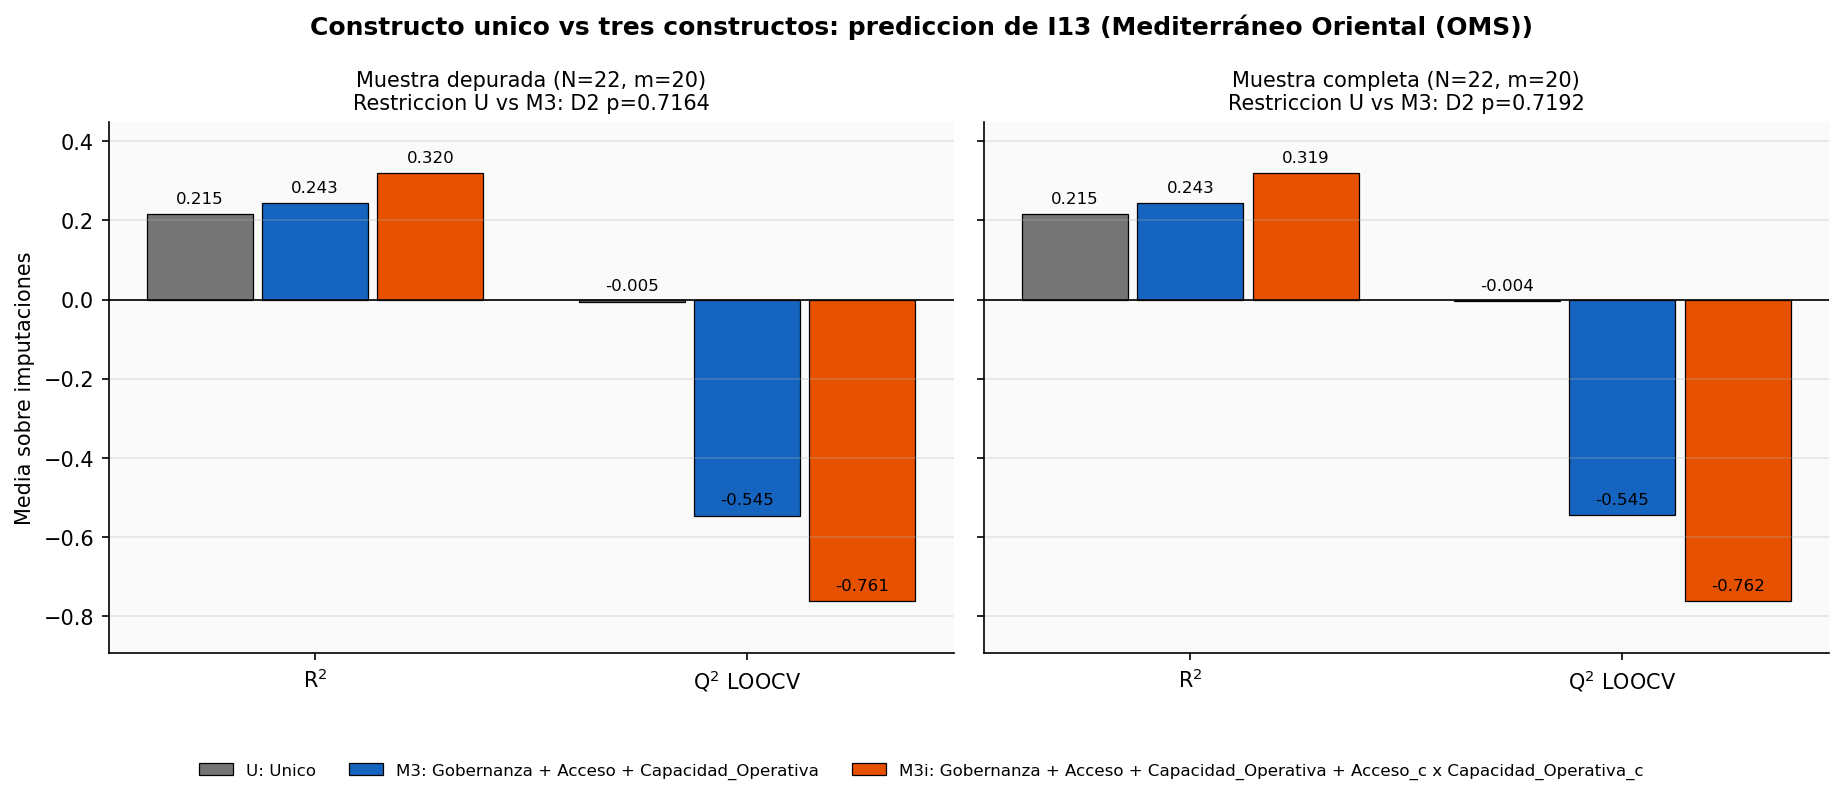 Constructo unico vs tres constructos: prediccion de I13 (Mediterráneo Oriental (OMS))
Muestra depurada (N=22, m=20)
Restriccion U vs M3: D2 p=0.7164
Muestra completa (N=22, m=20)
Restriccion U vs M3: D2 p=0.7192
Media sobre imputaciones
0.4
0.2
0.0
−0.2
−0.4
−0.6
−0.8
0.215
0.243
0.320
-0.005
-0.545
-0.761
R²
Q² LOOCV
0.215
0.243
0.319
-0.004
-0.545
-0.762
R²
Q² LOOCV
U: Unico
M3: Gobernanza + Acceso + Capacidad_Operativa
M3i: Gobernanza + Acceso + Capacidad_Operativa + Acceso_c x Capacidad_Operativa_c